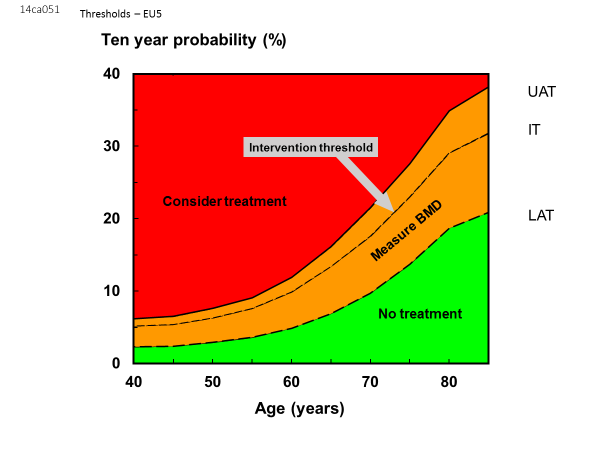 14ca051
Thresholds – EU5
Ten year probability (%)
40
UAT
IT
30
Intervention threshold
Consider treatment
20
LAT
Measure BMD
10
No treatment
0
40 50 60 70 80
Age (years)